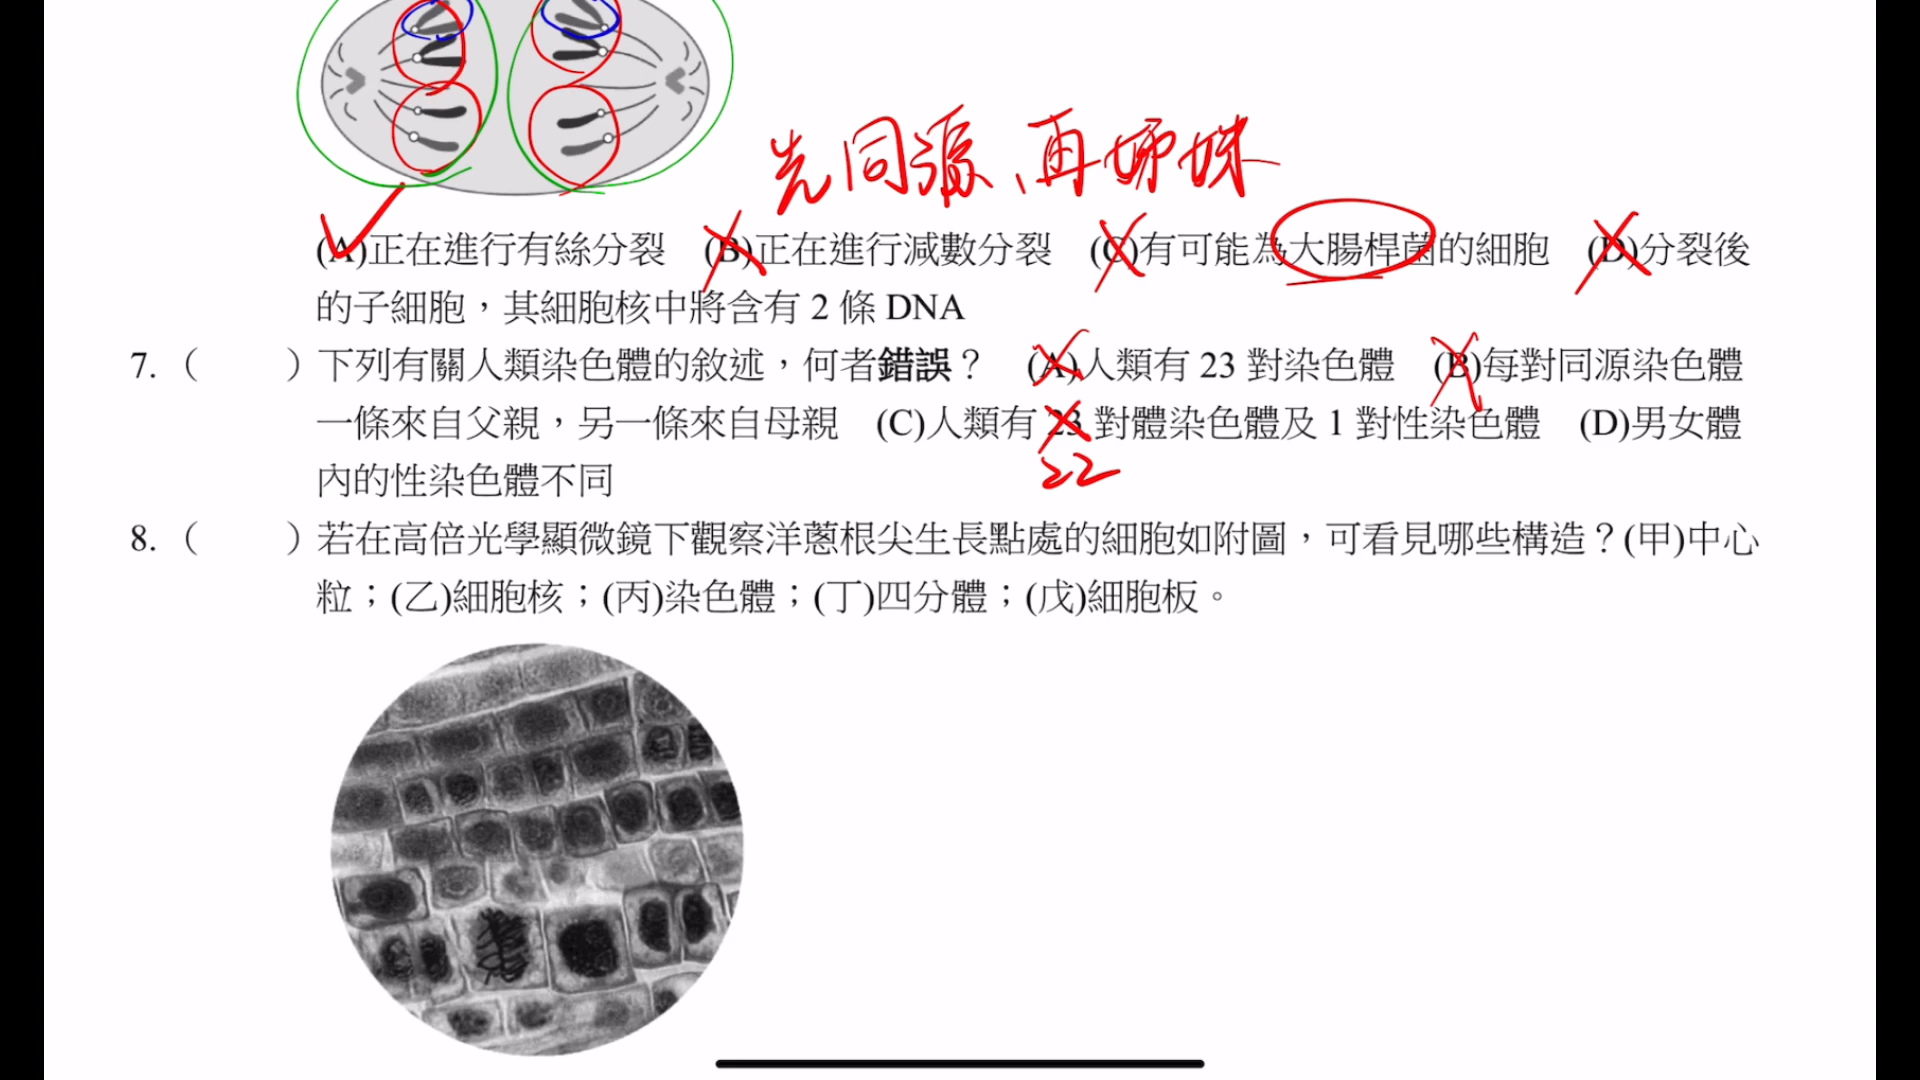 先同源、再姊妹
(A)正在進行有絲分裂 (B)正在進行減數分裂 (C)有可能為大腸桿菌的細胞 (D)分裂後
的子細胞，其細胞核中將含有 2 條 DNA
7. （ ）下列有關人類染色體的敘述，何者錯誤？ (A)人類有 23 對染色體 (B)每對同源染色體
一條來自父親，另一條來自母親 (C)人類有 23 對體染色體及 1 對性染色體 (D)男女體
22
內的性染色體不同
8. （ ）若在高倍光學顯微鏡下觀察洋蔥根尖生長點處的細胞如附圖，可看見哪些構造？(甲)中心
粒；(乙)細胞核；(丙)染色體；(丁)四分體；(戊)細胞板。